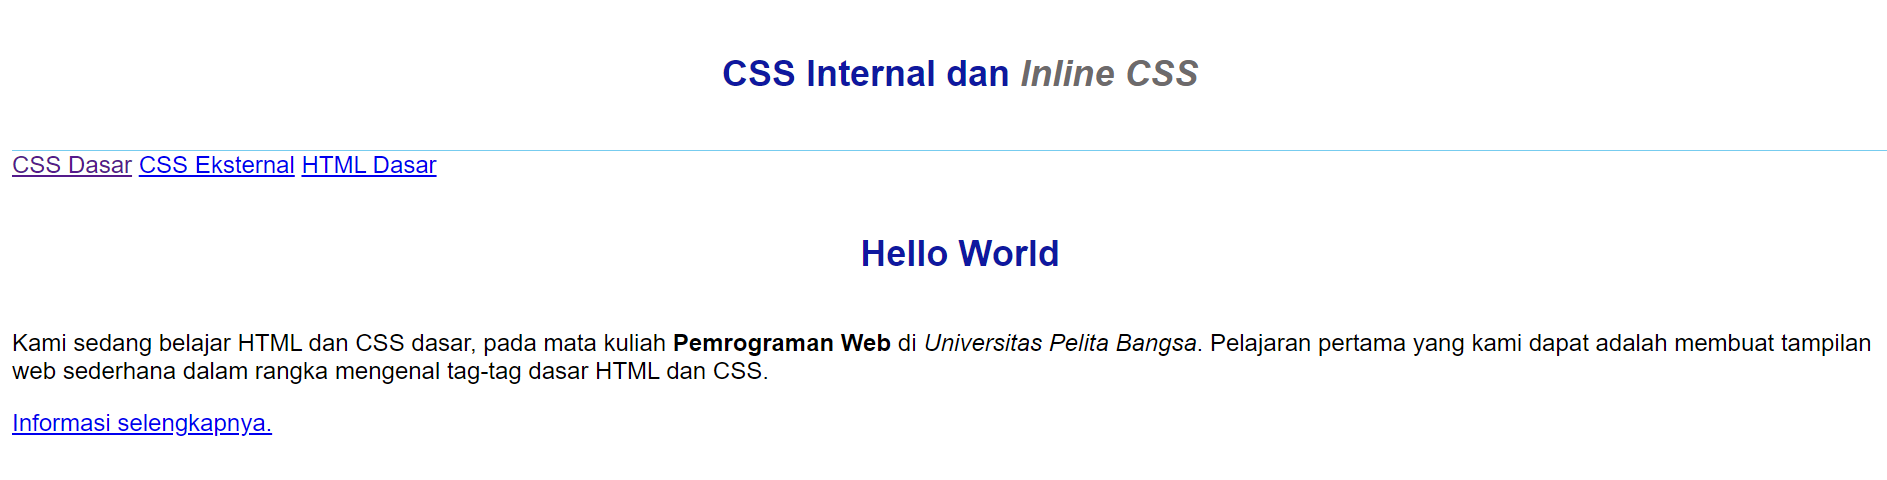 CSS Internal dan Inline CSS
CSS Dasar CSS Eksternal HTML Dasar
Hello World
Kami sedang belajar HTML dan CSS dasar, pada mata kuliah Pemrograman Web di Universitas Pelita Bangsa. Pelajaran pertama yang kami dapat adalah membuat tampilan
web sederhana dalam rangka mengenal tag-tag dasar HTML dan CSS.
Informasi selengkapnya.